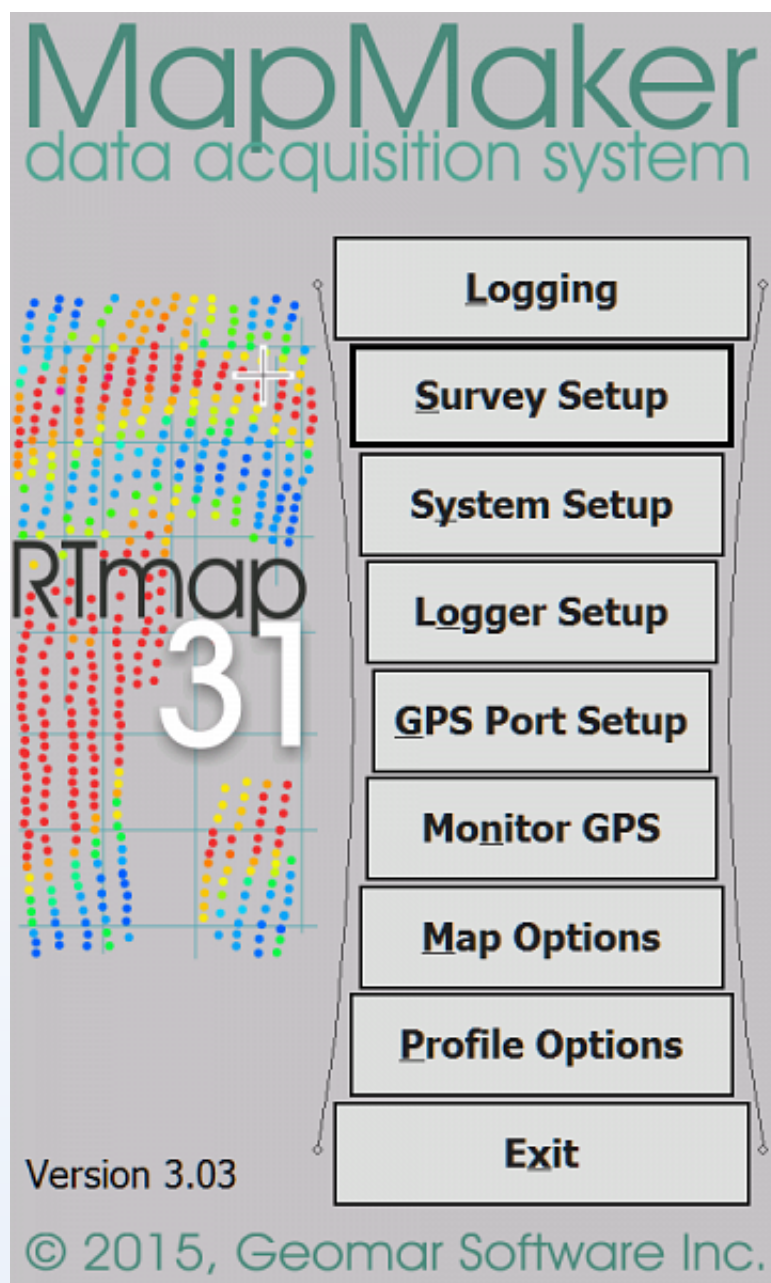 MapMaker
data acquisition system
Logging
Survey Setup
System Setup
Logger Setup
GPS Port Setup
Monitor GPS
Map Options
Profile Options
Exit
RTmap
31
Version 3.03
© 2015, Geomar Software Inc.